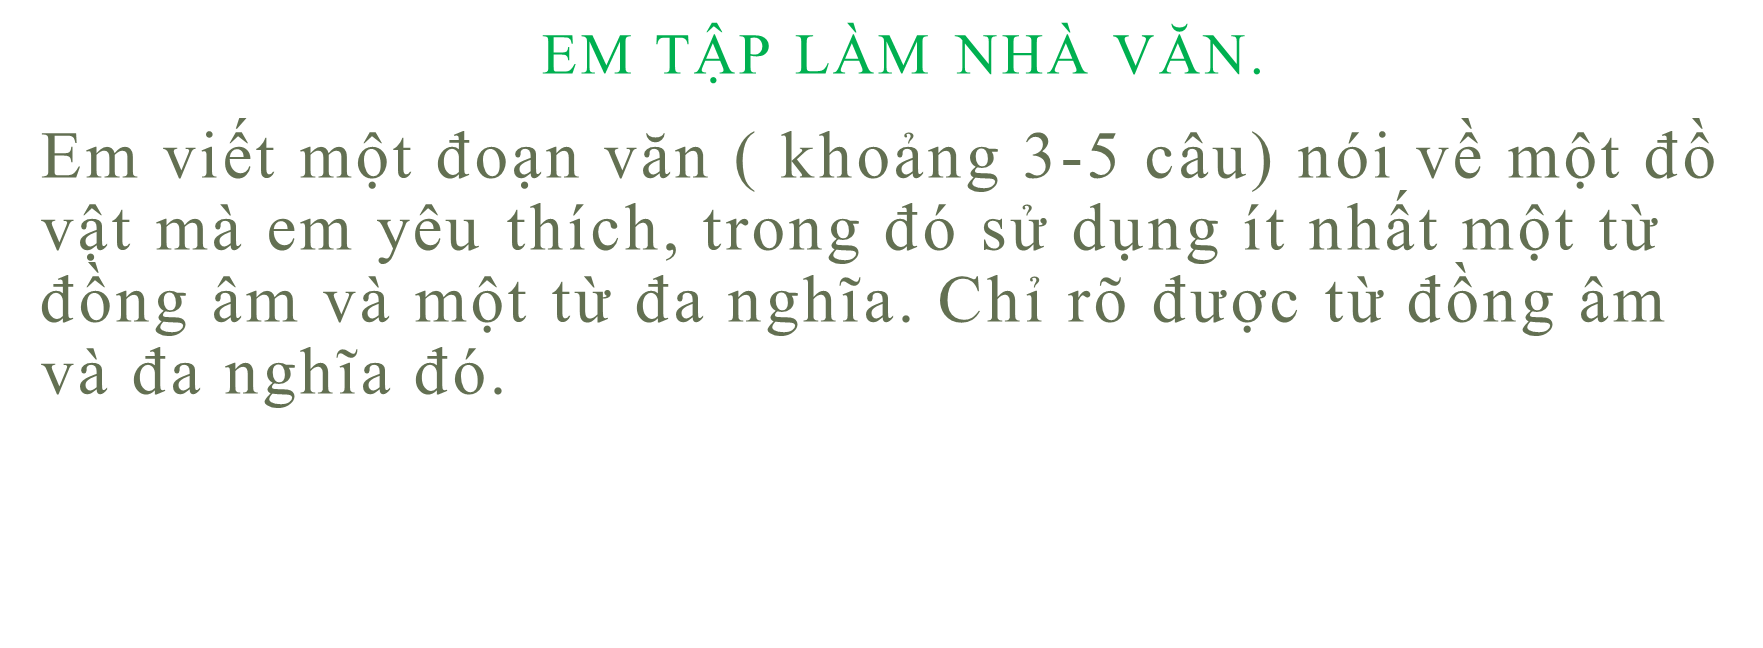 EM TẬP LÀM NHÀ VĂN.
Em viết một đoạn văn ( khoảng 3-5 câu) nói về một đồ
vật mà em yêu thích, trong đó sử dụng ít nhất một từ
đồng âm và một từ đa nghĩa. Chỉ rõ được từ đồng âm
và đa nghĩa đó.